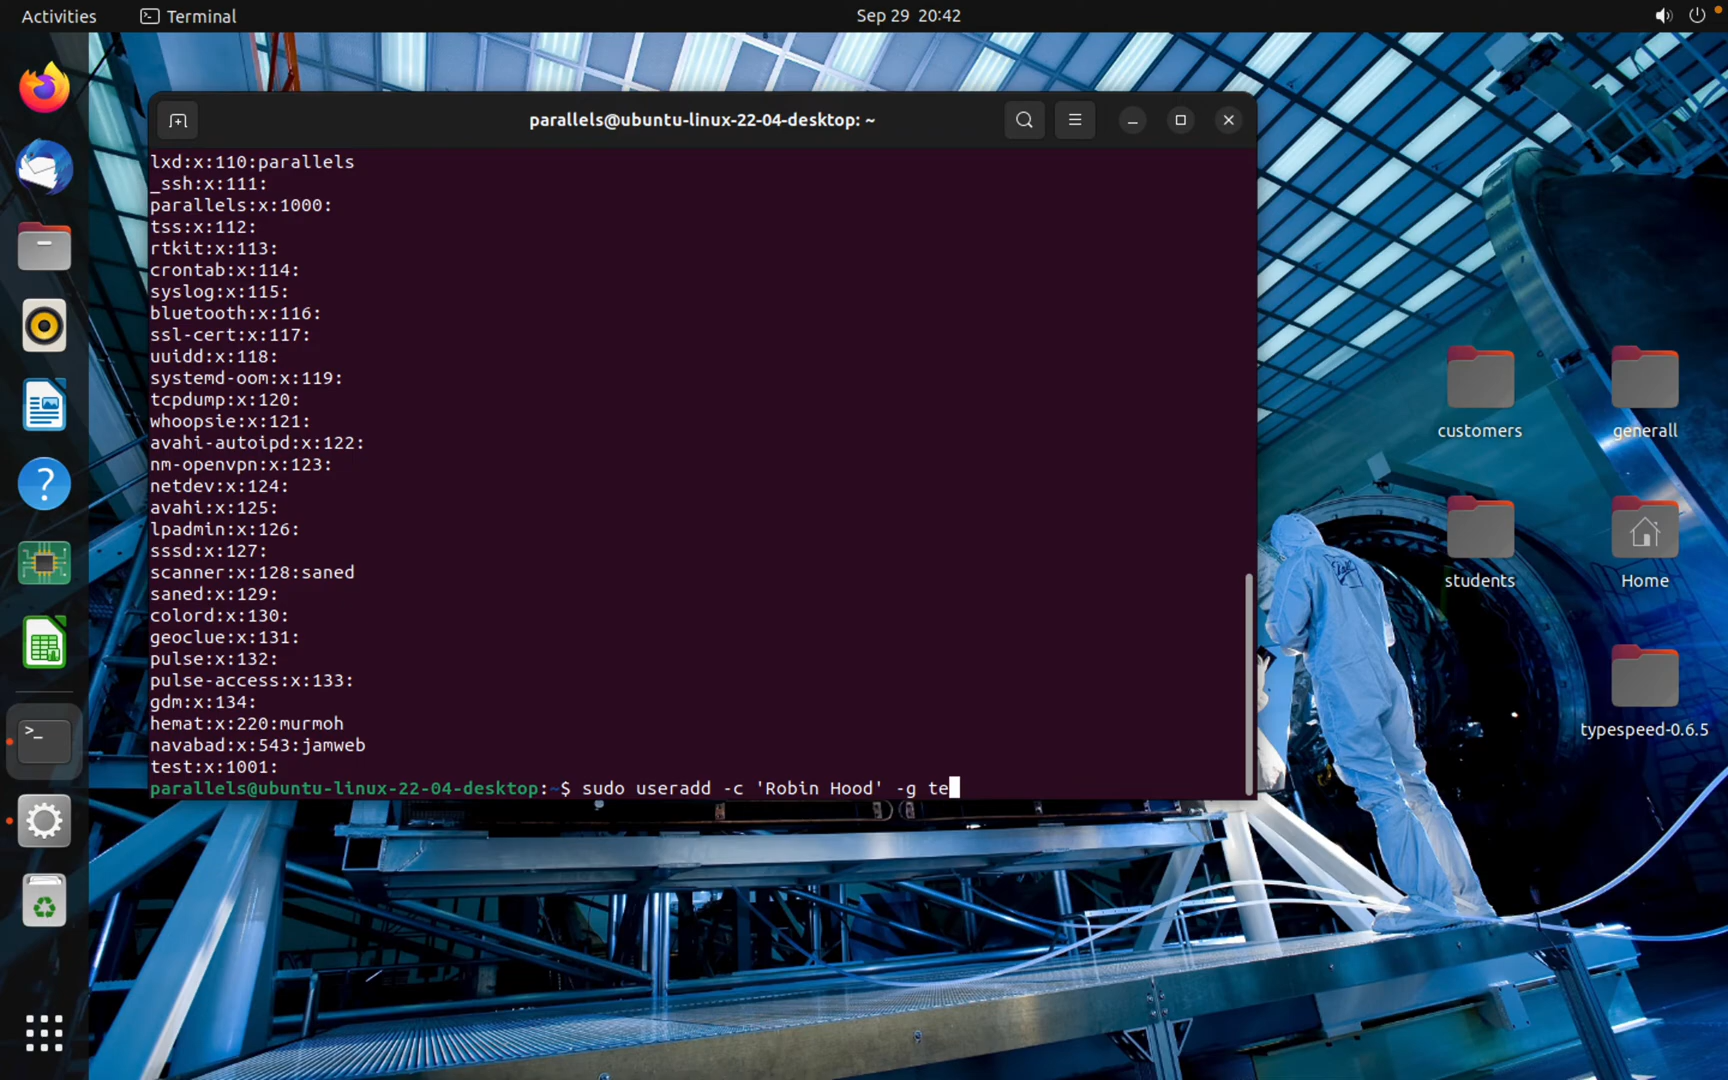 Activities
Terminal
Sep 29 20:42
parallels@ubuntu-linux-22-04-desktop: ~
lxd:x:110:parallels
_ssh:x:111:
parallels:x:1000:
tss:x:112:
rtkit:x:113:
crontab:x:114:
syslog:x:115:
bluetooth:x:116:
ssl-cert:x:117:
uuidd:x:118:
systemd-oom:x:119:
tcpdump:x:120:
whoopsie:x:121:
avahi-autoipd:x:122:
nm-openvpn:x:123:
netdev:x:124:
avahi:x:125:
lpadmin:x:126:
sssd:x:127:
scanner:x:128:saned
saned:x:129:
colord:x:130:
geoclue:x:131:
pulse:x:132:
pulse-access:x:133:
gdm:x:134:
hemat:x:220:murmoh
navabad:x:543:jamweb
test:x:1001:
parallels@ubuntu-linux-22-04-desktop:~$ sudo useradd -c 'Robin Hood' -g te
customers
generall
students
Home
typespeed-0.6.5